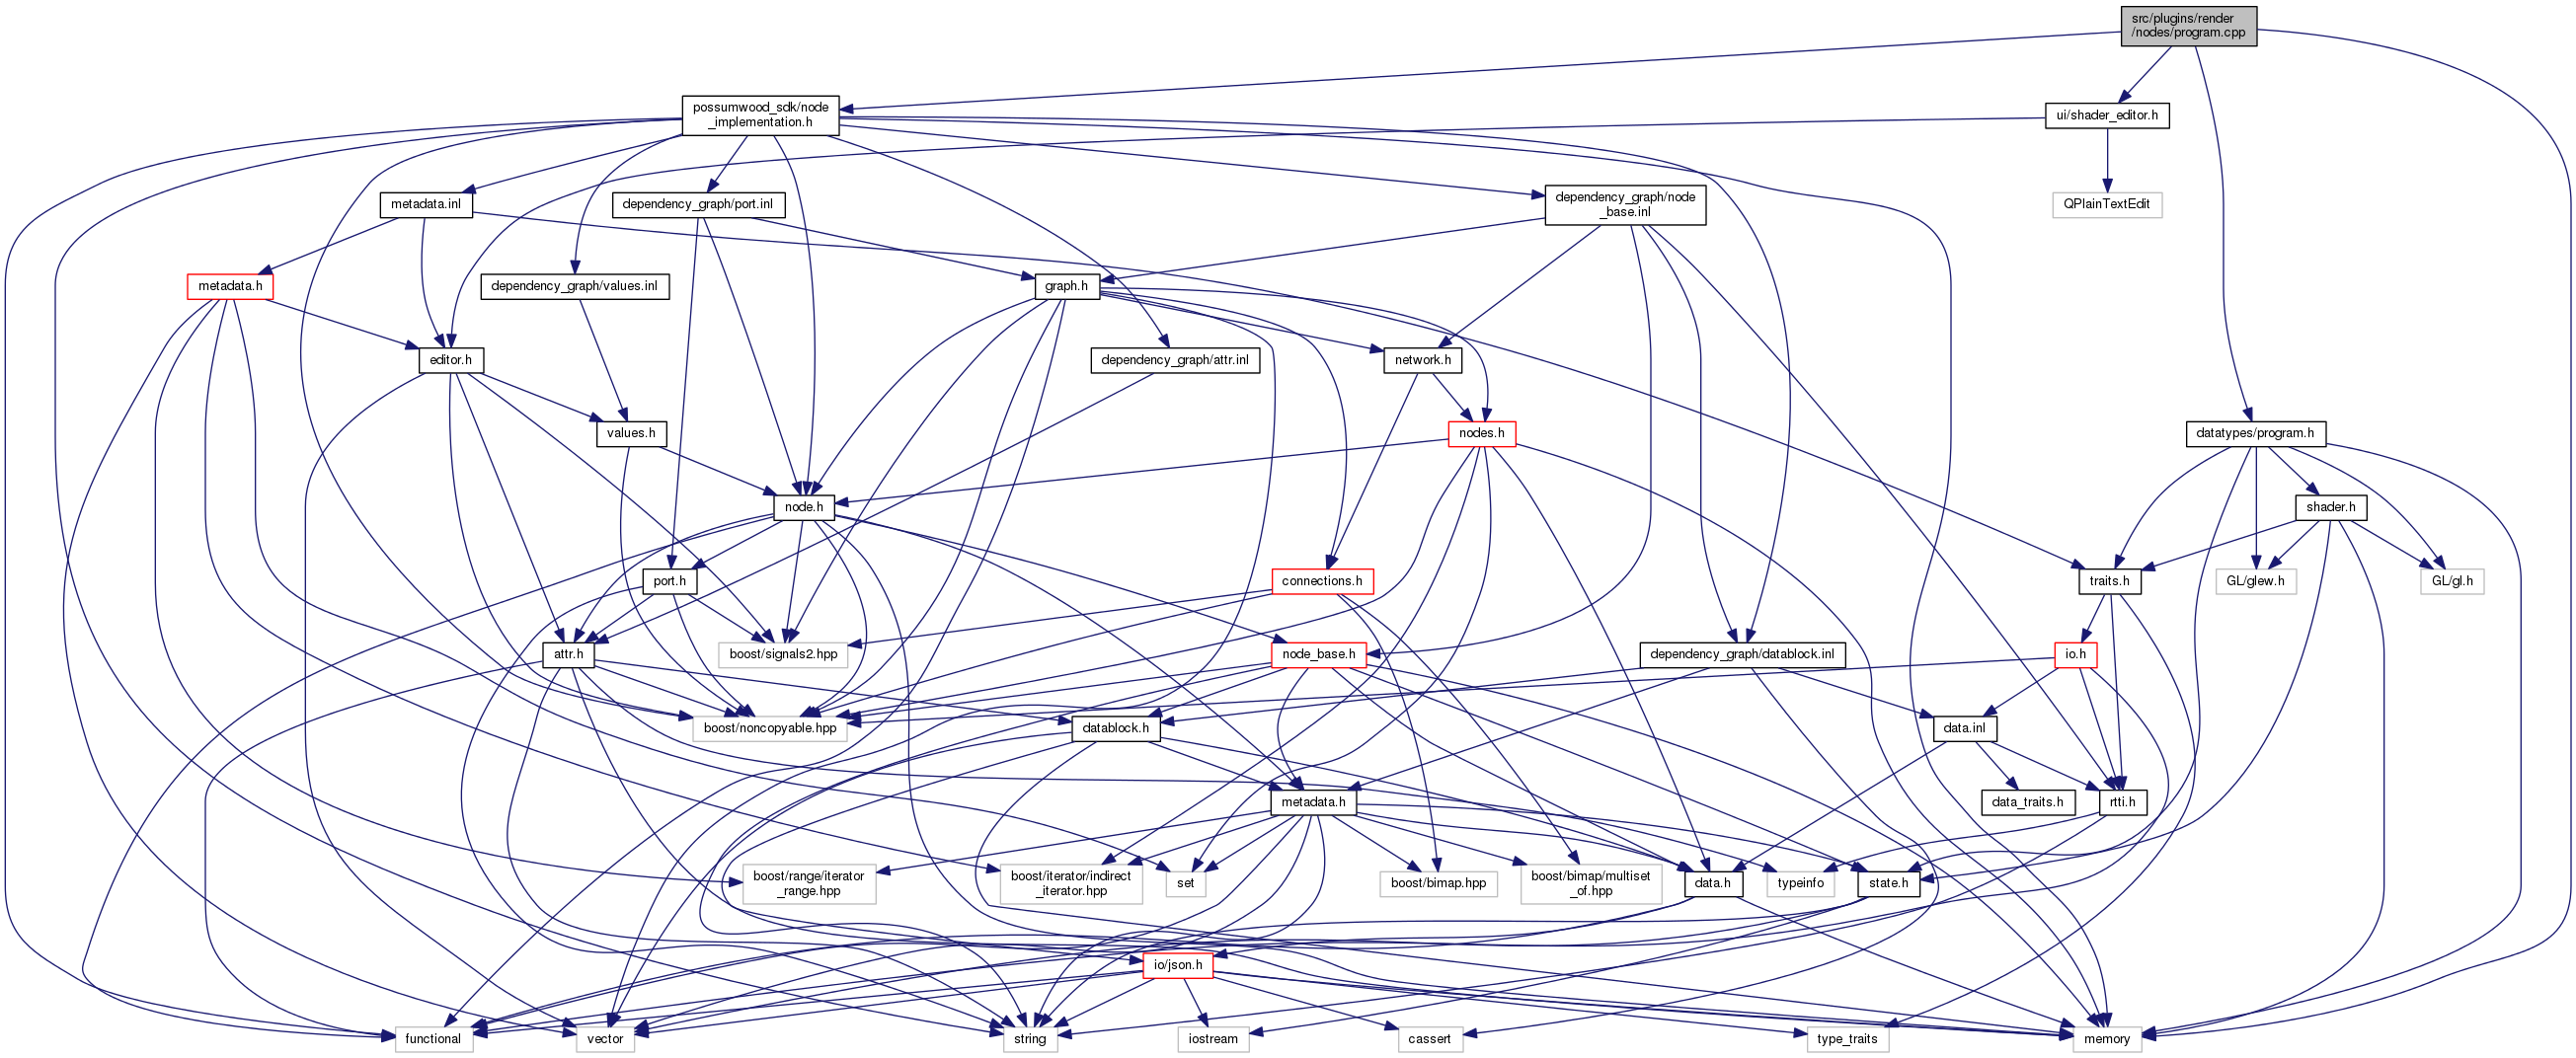 src/plugins/render
/nodes/program.cpp
possumwood_sdk/node
_implementation.h
ui/shader_editor.h
metadata.inl
dependency_graph/port.inl
dependency_graph/node
_base.inl
QPlainTextEdit
metadata.h
dependency_graph/values.inl
graph.h
editor.h
dependency_graph/attr.inl
network.h
values.h
nodes.h
datatypes/program.h
node.h
shader.h
port.h
connections.h
traits.h
GL/glew.h
GL/gl.h
attr.h
boost/signals2.hpp
node_base.h
dependency_graph/datablock.inl
io.h
boost/noncopyable.hpp
datablock.h
data.inl
metadata.h
data_traits.h
rtti.h
boost/range/iterator
_range.hpp
boost/iterator/indirect
_iterator.hpp
set
boost/bimap.hpp
boost/bimap/multiset
_of.hpp
data.h
typeinfo
state.h
io/json.h
functional
vector
string
iostream
cassert
type_traits
memory